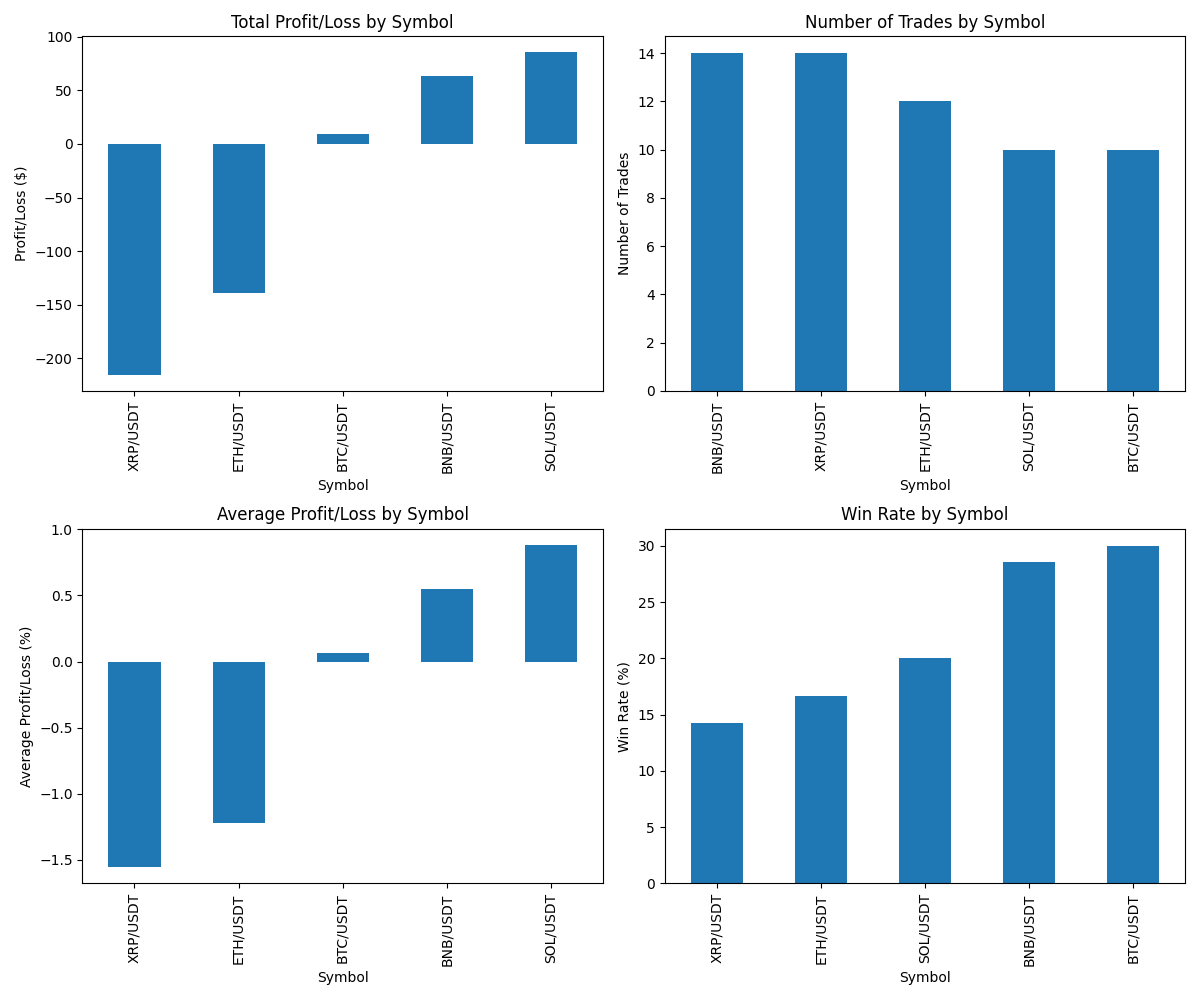 Total Profit/Loss by Symbol
Profit/Loss ($)
100
50
0
−50
−100
−150
−200
XRP/USDT
ETH/USDT
BTC/USDT
BNB/USDT
SOL/USDT
Symbol
Number of Trades by Symbol
Number of Trades
14
12
10
8
6
4
2
0
BNB/USDT
XRP/USDT
ETH/USDT
SOL/USDT
BTC/USDT
Symbol
Average Profit/Loss by Symbol
Average Profit/Loss (%)
1.0
0.5
0.0
−0.5
−1.0
−1.5
XRP/USDT
ETH/USDT
BTC/USDT
BNB/USDT
SOL/USDT
Symbol
Win Rate by Symbol
Win Rate (%)
30
25
20
15
10
5
0
XRP/USDT
ETH/USDT
SOL/USDT
BNB/USDT
BTC/USDT
Symbol